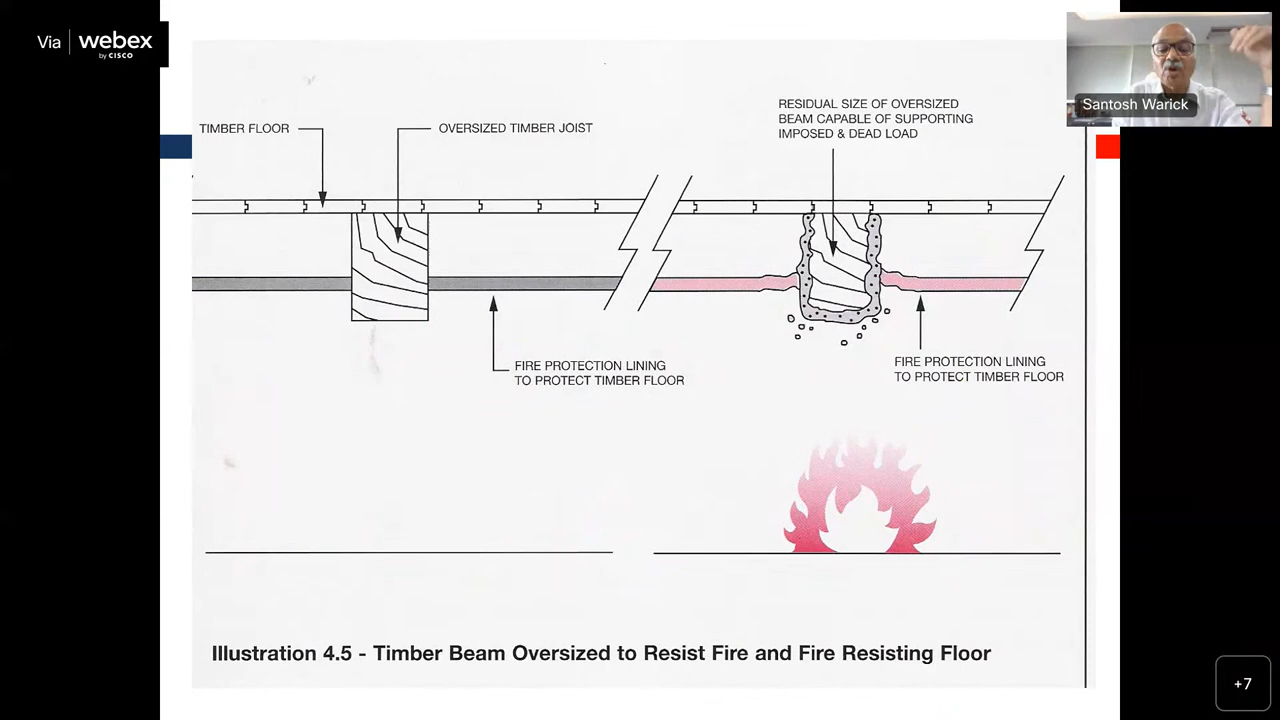 Via
webex
by CISCO
TIMBER FLOOR
OVERSIZED TIMBER JOIST
RESIDUAL SIZE OF OVERSIZED
BEAM CAPABLE OF SUPPORTING
IMPOSED & DEAD LOAD
Santosh Warick
FIRE PROTECTION LINING
TO PROTECT TIMBER FLOOR
FIRE PROTECTION LINING
TO PROTECT TIMBER FLOOR
Illustration 4.5 - Timber Beam Oversized to Resist Fire and Fire Resisting Floor
+7